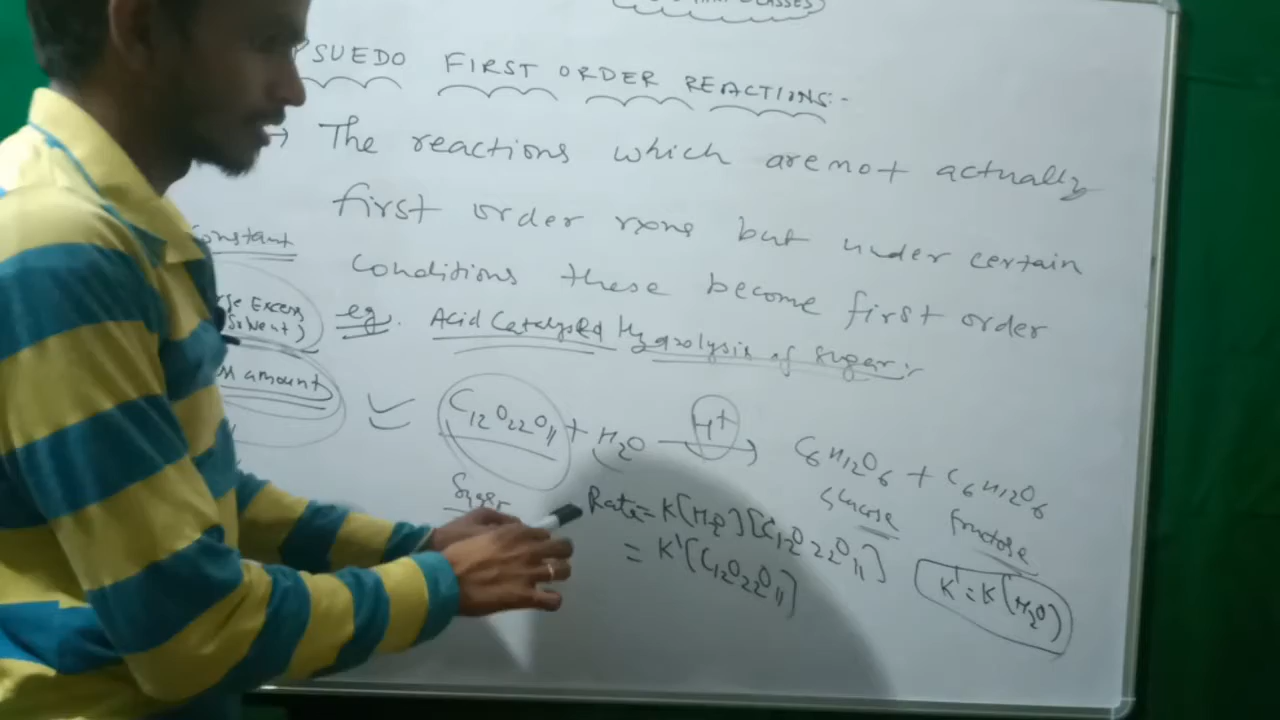 CLASSES
PSUEDO FIRST ORDER REACTIONS:-
→ The reactions which are not actually
first order rxns but under certain
conditions these become first order
constant
Excess
(Solvent)
amount
eg. Acid Catalysed Hydrolysis of sugar:-
C12O22O11 + H2O H+ → C6H12O6 + C6H12O6
Sugar
Glucose
fructose
Rate = K[H2O][C12O22O11]
= K'[C12O22O11]
K' = K[H2O]